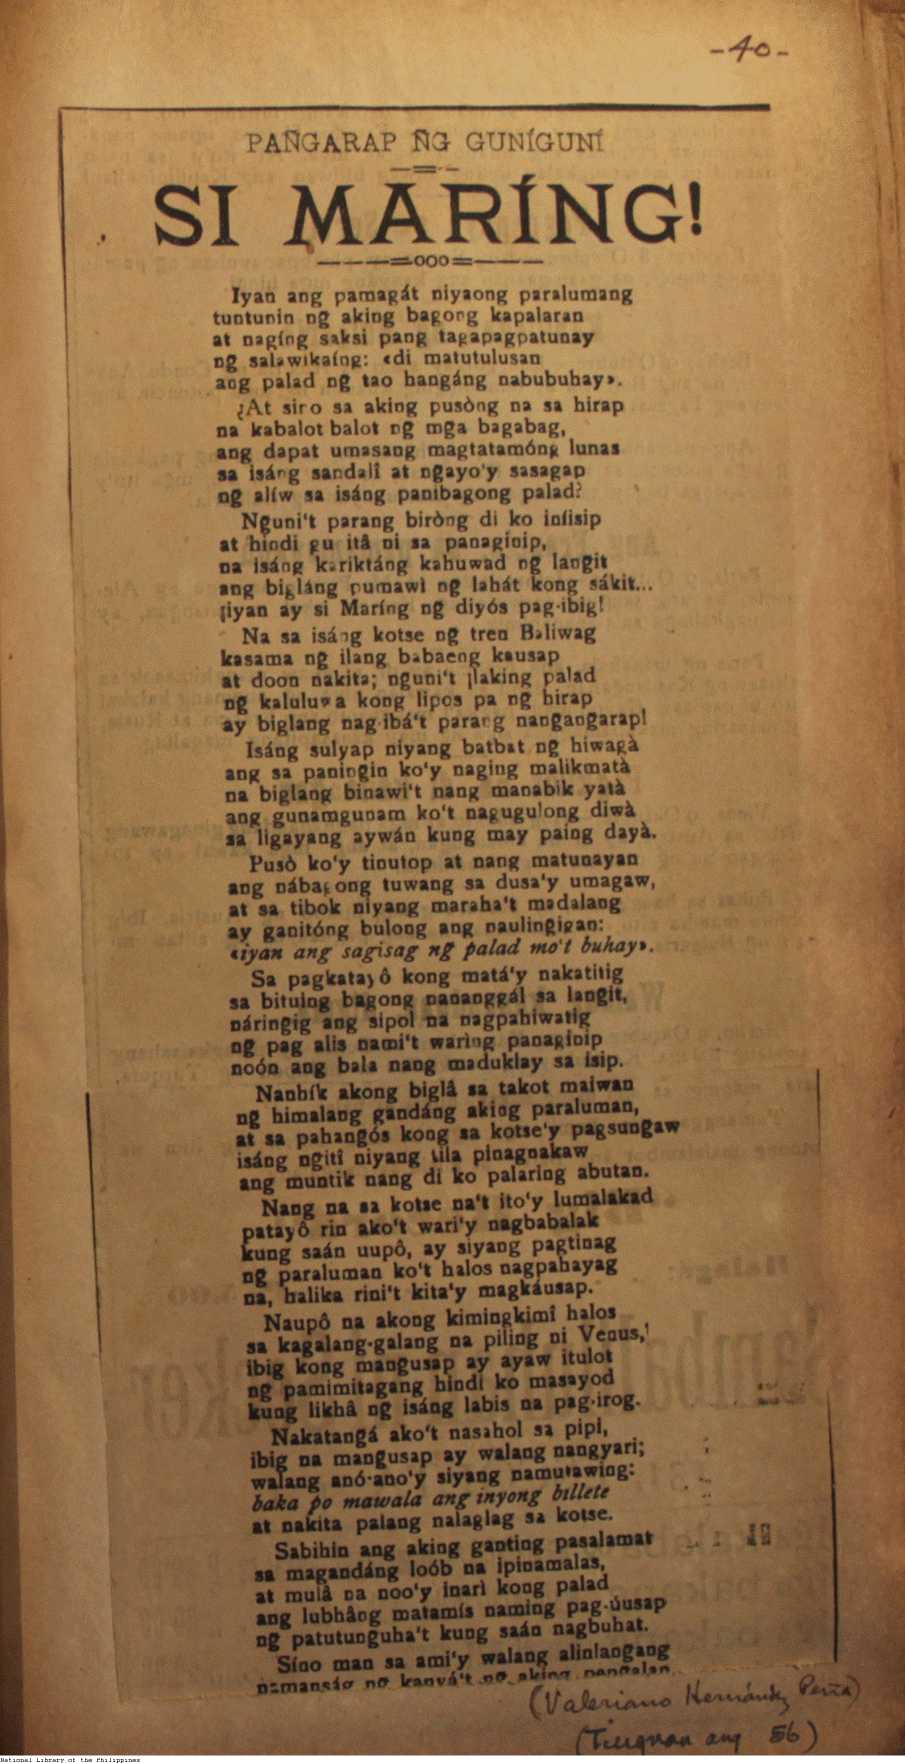 -40-
PAÑGARAP ÑG GUNÍGUNÍ
SI MARÍNG!
Iyan ang pamagát niyaong paralumang
tuntunin ng aking bagong kapalaran
at nagíng saksi pang tagapagpatunay
ng salawikaíng: «di matutulusan
ang palad ng tao hangáng nabubuhay».
¿At siro sa aking pusòng na sa hirap
na kabalot balot ng mga bagabag,
ang dapat umasang magtatamóng lunas
sa isáng sandalî at ngayo'y sasagap
ng alíw sa isáng panibagong palad?
Nguni't parang biròng di ko iniisip
at hindi gu itâ ni sa panaginip,
na isáng kariktáng kahuwad ng langit
ang bigláng pumawì ng lahát kong sákit...
¡iyan ay si Maríng ng diyós pag-ibig!
Na sa isáng kotse ng tren Baliwag
kasama ng ilang babaeng kausap
at doon nakita; nguni't ¡laking palad
ng kaluluwa kong lipos pa ng hirap
ay biglang nag-ibá't parang nangangarap!
Isáng sulyap niyang batbat ng hiwagà
ang sa paningin ko'y naging malikmatà
na biglang binawi't nang manabik yatà
ang gunamgunam ko't nagugulong diwà
sa ligayang aywán kung may paing dayà.
Pusò ko'y tinutop at nang matunayan
ang nábagong tuwang sa dusa'y umagaw,
at sa tibok niyang maraha't madalang
ay ganitóng bulong ang naulingigan:
«iyan ang sagisag ng palad mo't buhay».
Sa pagkatayô kong matá'y nakatitig
sa bituing bagong nananggál sa langit,
náringig ang sipol na nagpahiwatig
ng pag alis nami't waring panaginip
noón ang bala nang maduklay sa isip.
Nanhík akong biglâ sa takot maiwan
ng himalang gandáng aking paraluman,
at sa pahangós kong sa kotse'y pagsungaw
isáng ngitî niyang tila pinagnakaw
ang muntik nang di ko palaring abutan.
Nang na sa kotse na't ito'y lumalakad
patayô rin ako't wari'y nagbabalak
kung saán uupô, ay siyang pagtinag
ng paraluman ko't halos nagpahayag
na, halika rini't kita'y magkáusap.
Naupô na akong kimingkimî halos
sa kagalang-galang na piling ni Venus,
ibig kong mangusap ay ayaw itulot
ng pamimitagang hindi ko masayod
kung likhâ ng isáng labis na pag-irog.
Nakatangá ako't nasahol sa pipi,
ibig na mangusap ay walang nangyari;
walang anó-ano'y siyang namutawing:
baka po mawala ang inyong billete
at nakita palang nalaglag sa kotse.
Sabihin ang aking ganting pasalamat
sa magandáng loób na ipinamalas,
at mulâ na noo'y inarì kong palad
ang lubhâng matamís naming pag-úusap
ng patutunguha't kung saán nagbuhat.
Síno man sa ami'y walang alinlangang
namanság ng kanyá't ng aking pangalan
(Valeriano Hernández Peña)
(Tingnan ang 56)
National Library of the Philippines